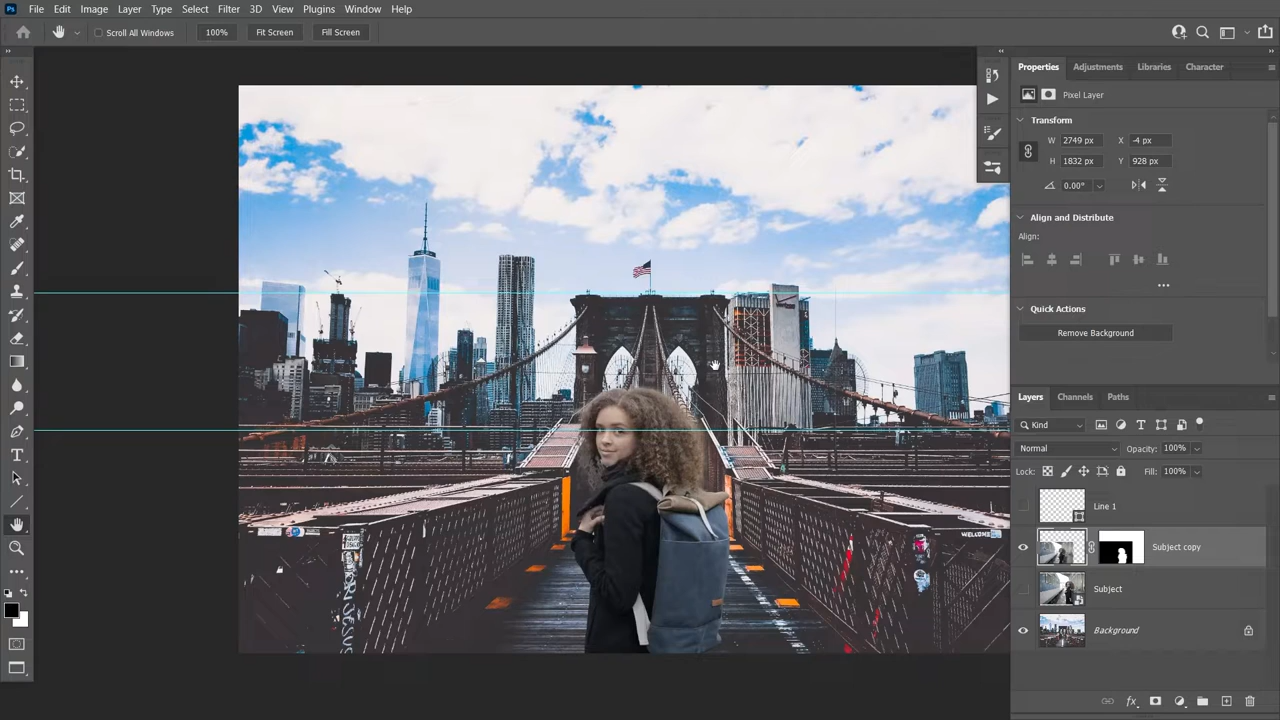 Ps File Edit Image Layer Type Select Filter 3D View Plugins Window Help
Scroll All Windows 100% Fit Screen Fill Screen
Properties Adjustments Libraries Character
Pixel Layer
Transform
W 2749 px X -4 px
H 1832 px Y 928 px
0.00°
Align and Distribute
Align:
Quick Actions
Remove Background
Layers Channels Paths
Kind
Normal Opacity: 100%
Lock: Fill: 100%
Line 1
Subject copy
Subject
Background
WELCOME
JESUS